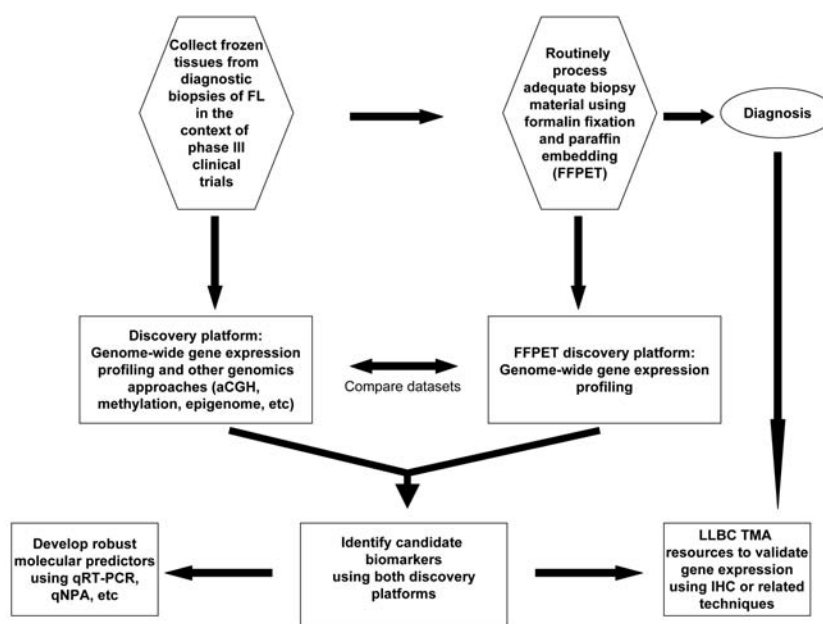 Collect frozen
tissues from
diagnostic
biopsies of FL
in the
context of
phase III
clinical
trials
Routinely
process
adequate biopsy
material using
formalin fixation
and paraffin
embedding
(FFPET)
Diagnosis
Discovery platform:
Genome-wide gene expression
profiling and other genomics
approaches (aCGH,
methylation, epigenome, etc)
Compare datasets
FFPET discovery platform:
Genome-wide gene expression
profiling
Develop robust
molecular predictors
using qRT-PCR,
qNPA, etc
Identify candidate
biomarkers
using both discovery
platforms
LLBC TMA
resources to validate
gene expression
using IHC or related
techniques